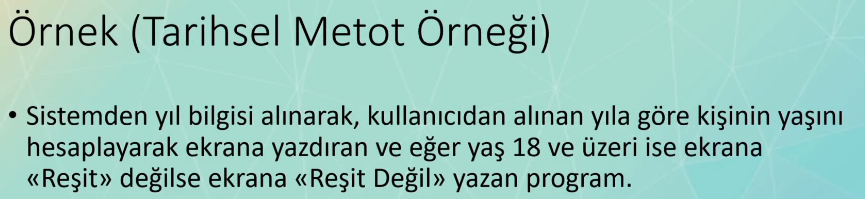 Örnek (Tarihsel Metot Örneği)
• Sistemden yıl bilgisi alınarak, kullanıcıdan alınan yıla göre kişinin yaşını
hesaplayarak ekrana yazdıran ve eğer yaş 18 ve üzeri ise ekrana
«Reşit» değilse ekrana «Reşit Değil» yazan program.